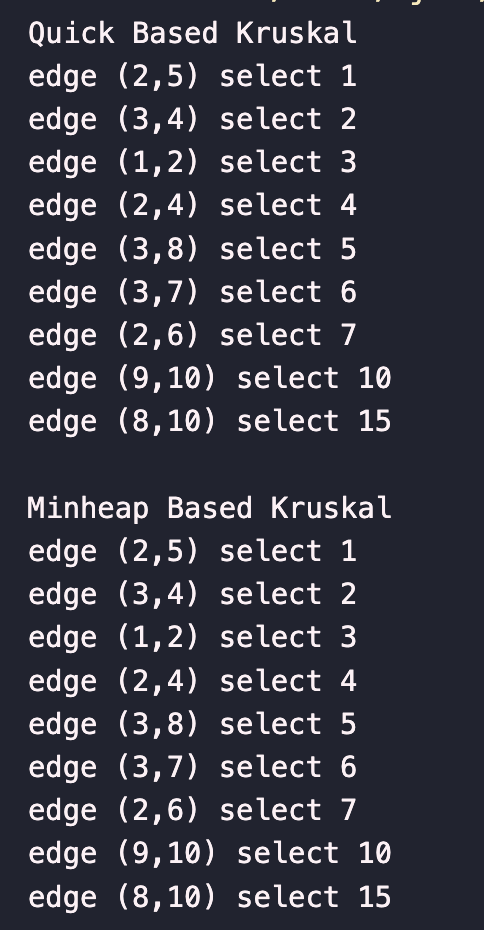 Quick Based Kruskal
edge (2,5) select 1
edge (3,4) select 2
edge (1,2) select 3
edge (2,4) select 4
edge (3,8) select 5
edge (3,7) select 6
edge (2,6) select 7
edge (9,10) select 10
edge (8,10) select 15
Minheap Based Kruskal
edge (2,5) select 1
edge (3,4) select 2
edge (1,2) select 3
edge (2,4) select 4
edge (3,8) select 5
edge (3,7) select 6
edge (2,6) select 7
edge (9,10) select 10
edge (8,10) select 15